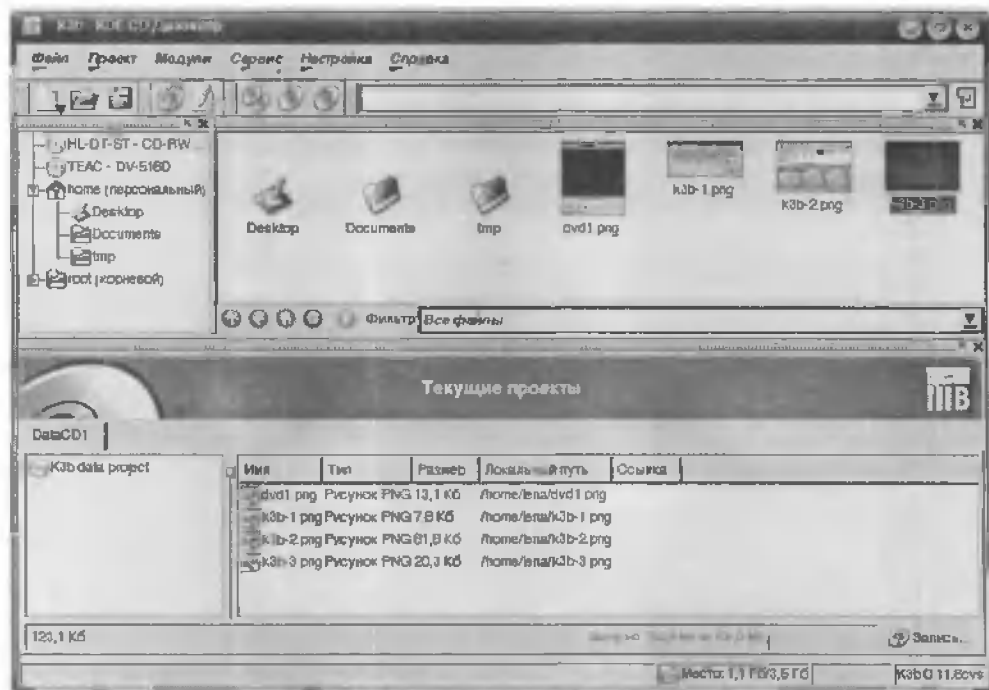 K3b - KDE CD
Файл Проект Модули Сервис Настройка Справка
HL-DT-ST - CD-RW
TEAC - DV-516D
home (персональный)
Desktop
Documents
tmp
root (корневой)
Desktop
Documents
tmp
dvd1 png
k3b-1 png
k3b-2 png
k3b-3 png
Фильтр Все файлы
Текущие проекты
DataCD1
K3b data project
Имя Тип Размер Локальный путь Ссылка
dvd1 png Рисунок PNG 13,1 Кб /home/lena/dvd1 png
k3b-1 png Рисунок PNG 7,8 Кб /home/lena/k3b-1 png
k3b-2 png Рисунок PNG 81,8 Кб /home/lena/k3b-2 png
k3b-3 png Рисунок PNG 20,3 Кб /home/lena/k3b-3 png
123,1 Кб
Запись...
Место: 1,1 Гб/3,6 Гб
K3b 0 11.8cvs